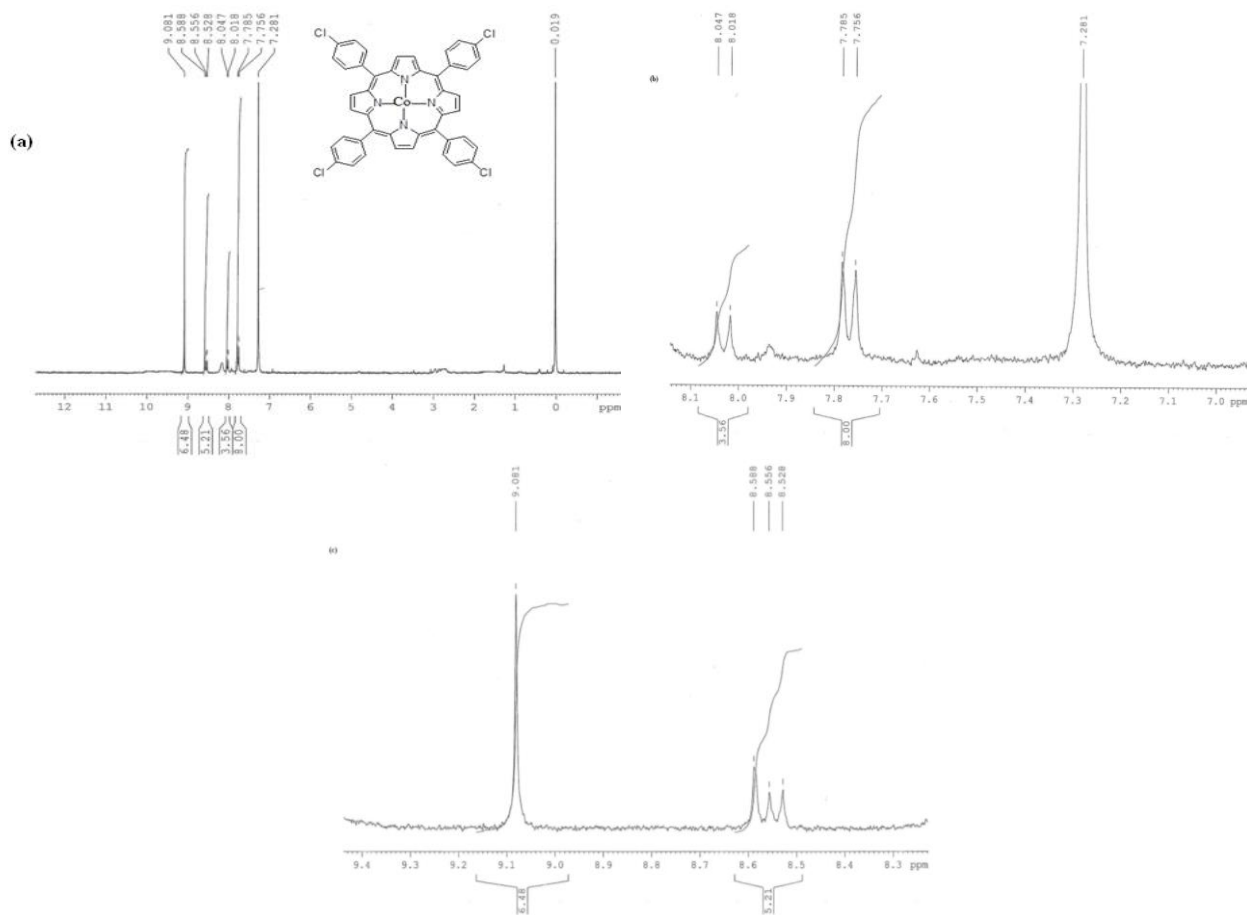 9.081
8.588
8.556
8.528
8.047
8.018
7.785
7.756
7.281
0.019
(a)
Cl
Cl
N
N
Co
N
N
Cl
Cl
12 11 10 9 8 7 6 5 4 3 2 1 0 ppm
6.48
5.21
3.56
8.00
8.047
8.018
7.785
7.756
7.281
(b)
8.1 8.0 7.9 7.8 7.7 7.6 7.5 7.4 7.3 7.2 7.1 7.0 ppm
3.56
8.00
9.081
8.588
8.556
8.528
(c)
9.4 9.3 9.2 9.1 9.0 8.9 8.8 8.7 8.6 8.5 8.4 8.3 ppm
6.48
5.21